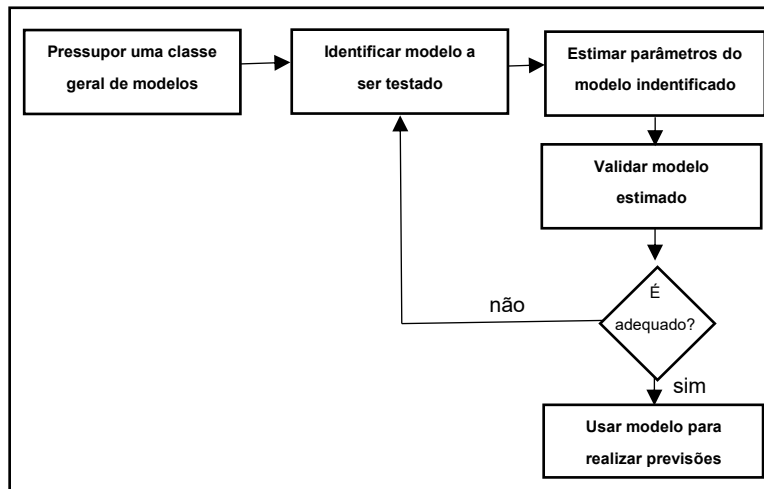 Pressupor uma classe
geral de modelos
Identificar modelo a
ser testado
Estimar parâmetros do
modelo indentificado
Validar modelo
estimado
É
adequado?
não
sim
Usar modelo para
realizar previsões